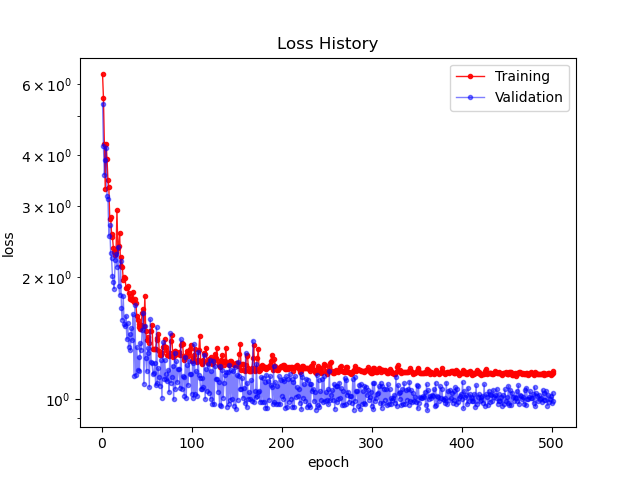 Loss History
Training
Validation
6 × 10⁰
4 × 10⁰
3 × 10⁰
2 × 10⁰
10⁰
loss
0
100
200
300
400
500
epoch